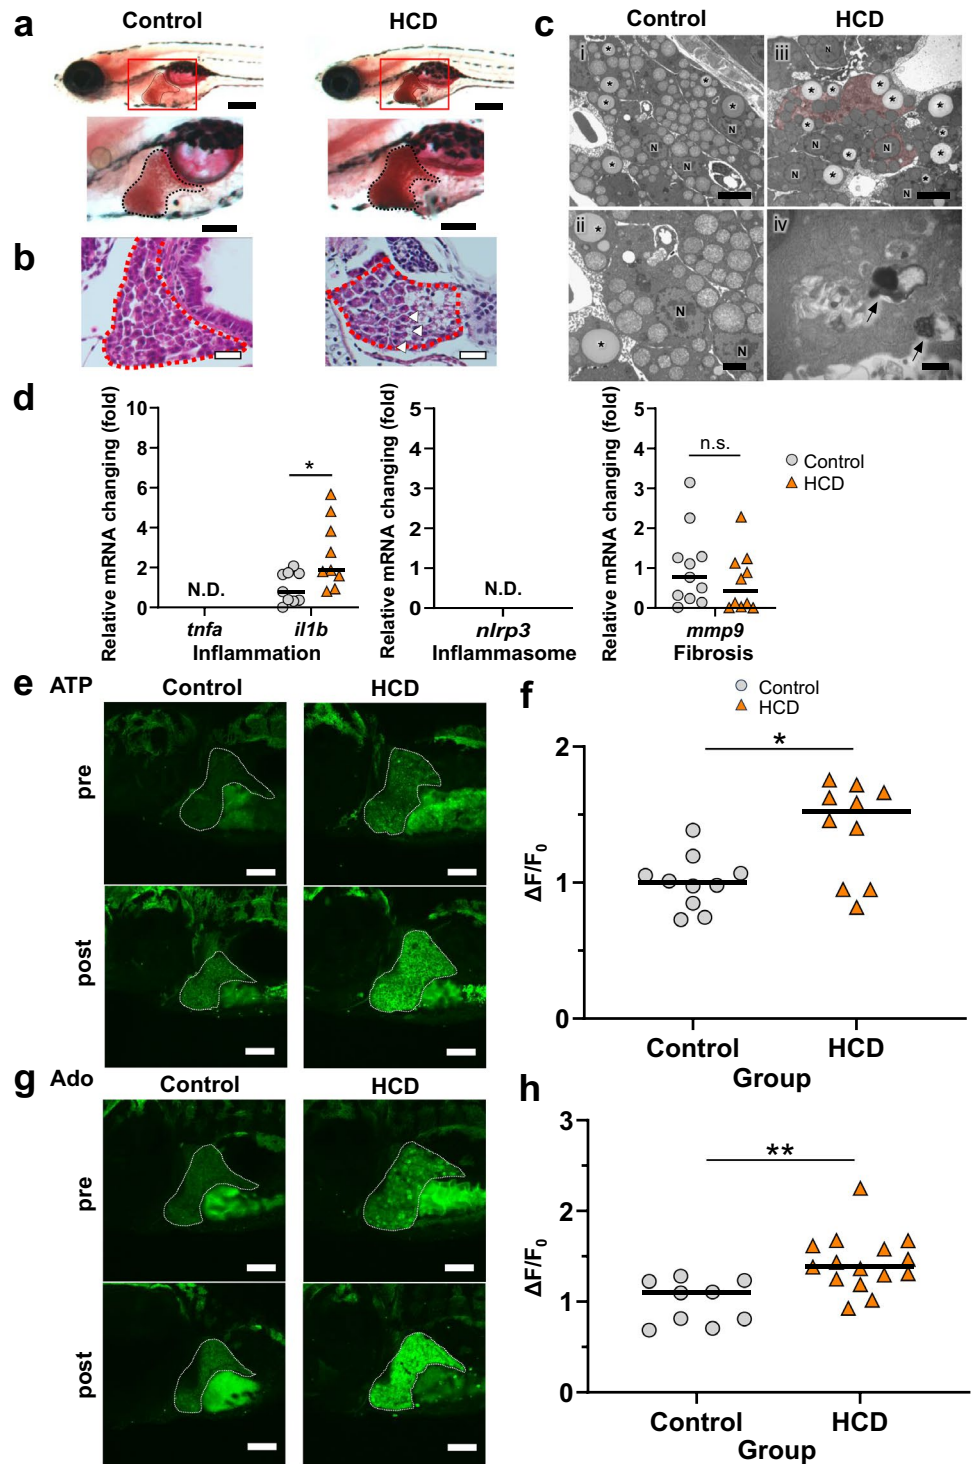 a
Control
HCD
b
c
Control
HCD
i
*
*
*
*
*
*
N
N
N
iii
N
*
*
*
*
*
*
*
*
*
N
N
N
ii
*
*
N
N
iv
d
Relative mRNA changing (fold)
10
8
6
4
2
0
*
N.D.
tnfa
il1b
Inflammation
Relative mRNA changing (fold)
5
4
3
2
1
0
N.D.
nlrp3
Inflammasome
Relative mRNA changing (fold)
5
4
3
2
1
0
n.s.
mmp9
Fibrosis
Control
HCD
e
ATP
Control
HCD
pre
post
f
Control
HCD
*
ΔF/F0
2
1
0
Control
HCD
Group
g
Ado
Control
HCD
pre
post
h
**
ΔF/F0
3
2
1
0
Control
HCD
Group